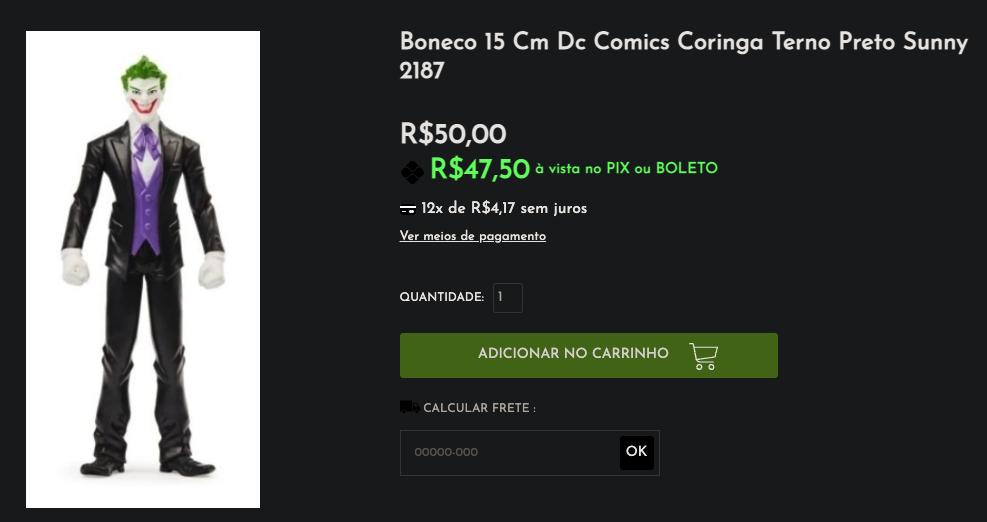 Boneco 15 Cm Dc Comics Coringa Terno Preto Sunny
2187
R$50,00
R$47,50 à vista no PIX ou BOLETO
12x de R$4,17 sem juros
Ver meios de pagamento
QUANTIDADE: 1
ADICIONAR NO CARRINHO
CALCULAR FRETE :
00000-000 OK